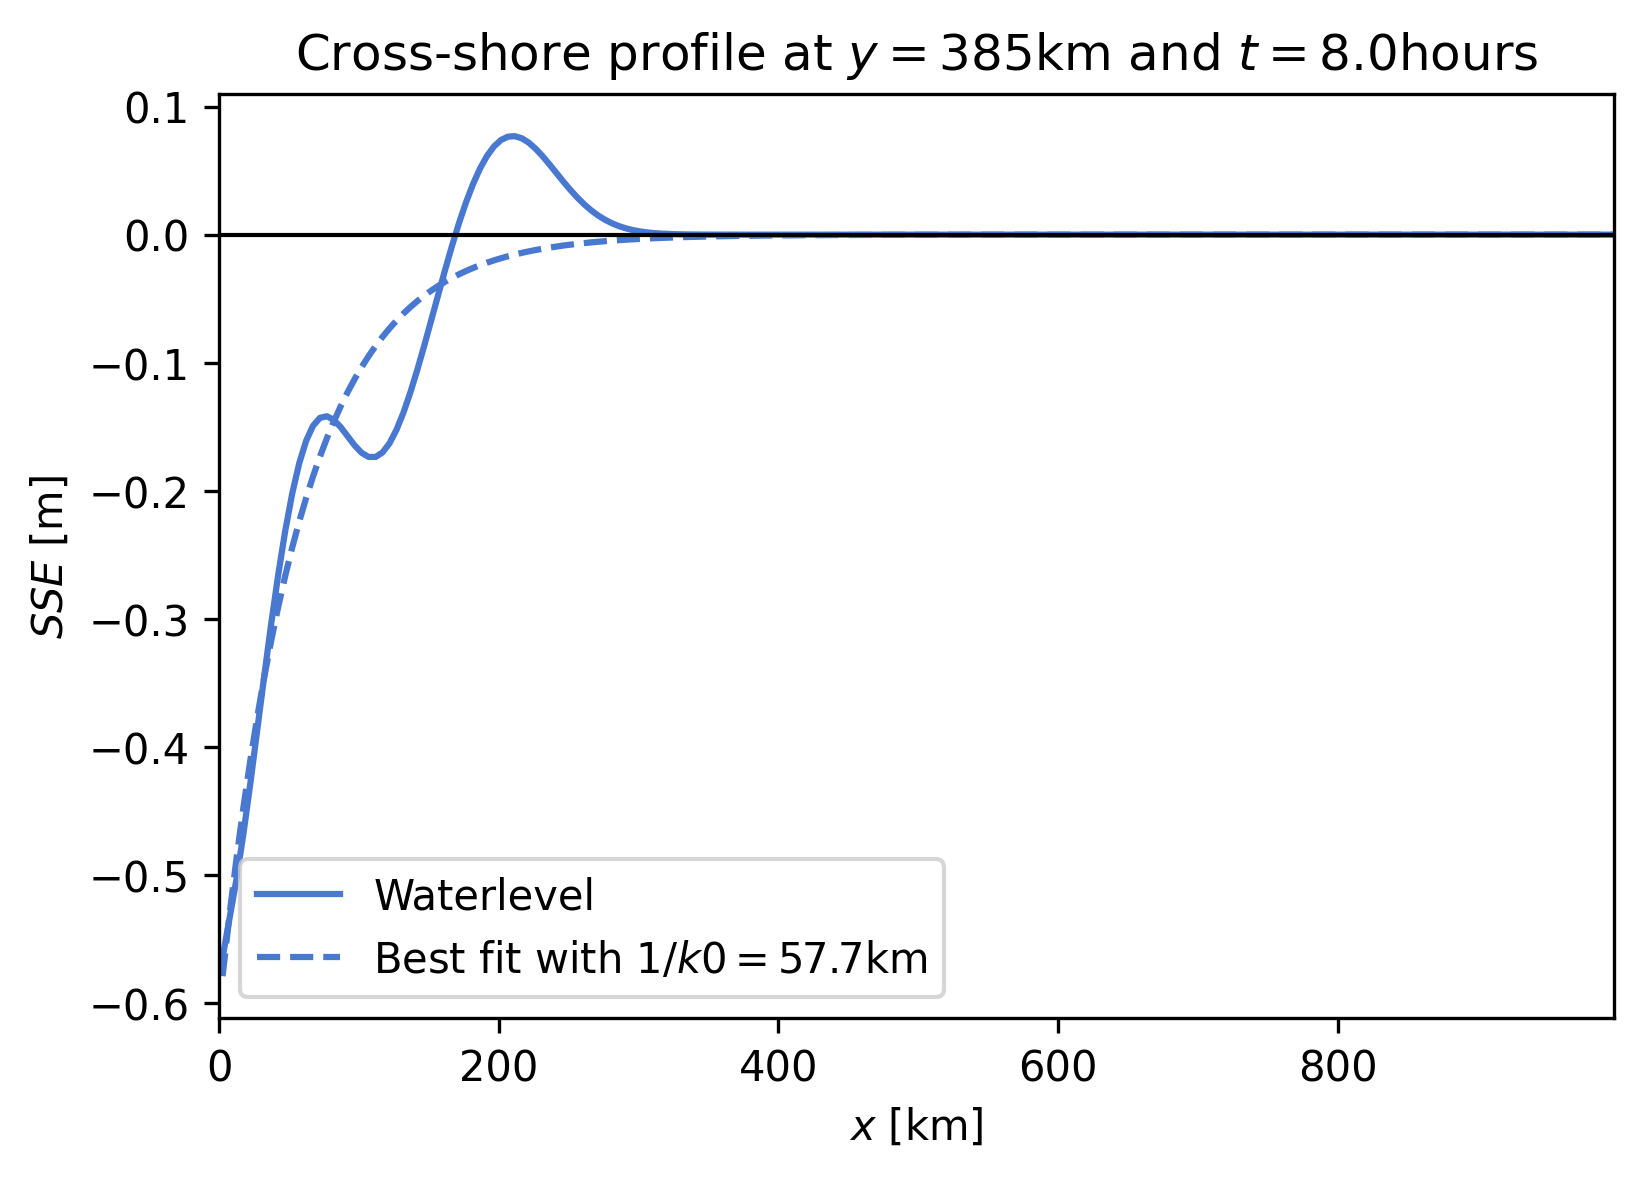 Cross-shore profile at y = 385km and t = 8.0hours
0.1
0.0
−0.1
−0.2
−0.3
−0.4
−0.5
−0.6
SSE [m]
Waterlevel
Best fit with 1/k0 = 57.7km
0 200 400 600 800
x [km]